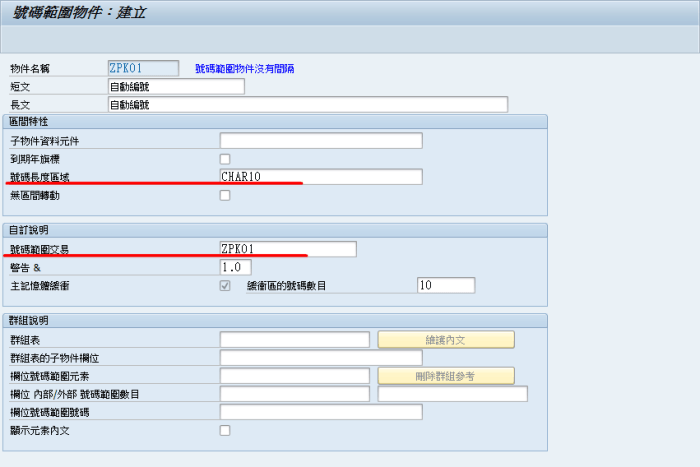 號碼範圍物件：建立
物件名稱 ZPK01 號碼範圍物件沒有間隔
短文 自動編號
長文 自動編號
區間特性
子物件資料元件
到期年旗標
號碼長度區域 CHAR10
無區間轉動
自訂說明
號碼範圍交易 ZPK01
警告 % 1.0
主記憶體緩衝 緩衝區的號碼數目 10
群組說明
群組表 維護內文
群組表的子物件欄位
欄位號碼範圍元素 刪除群組參考
欄位 內部/外部 號碼範圍數目
欄位號碼範圍號碼
顯示元素內文